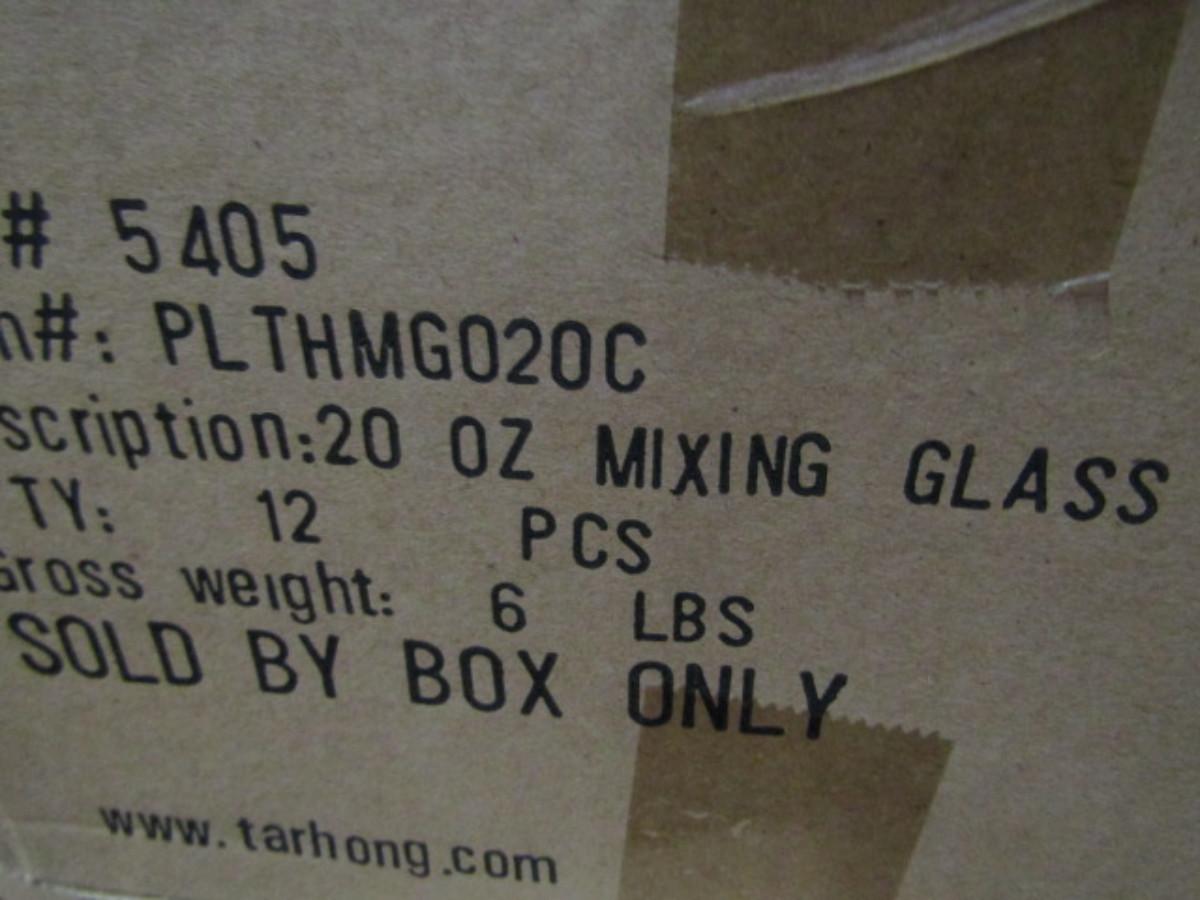 # 5405
m#: PLTHMG020C
scription:20 OZ MIXING GLASS
TY: 12 PCS
Gross weight: 6 LBS
SOLD BY BOX ONLY
www.tarhong.com